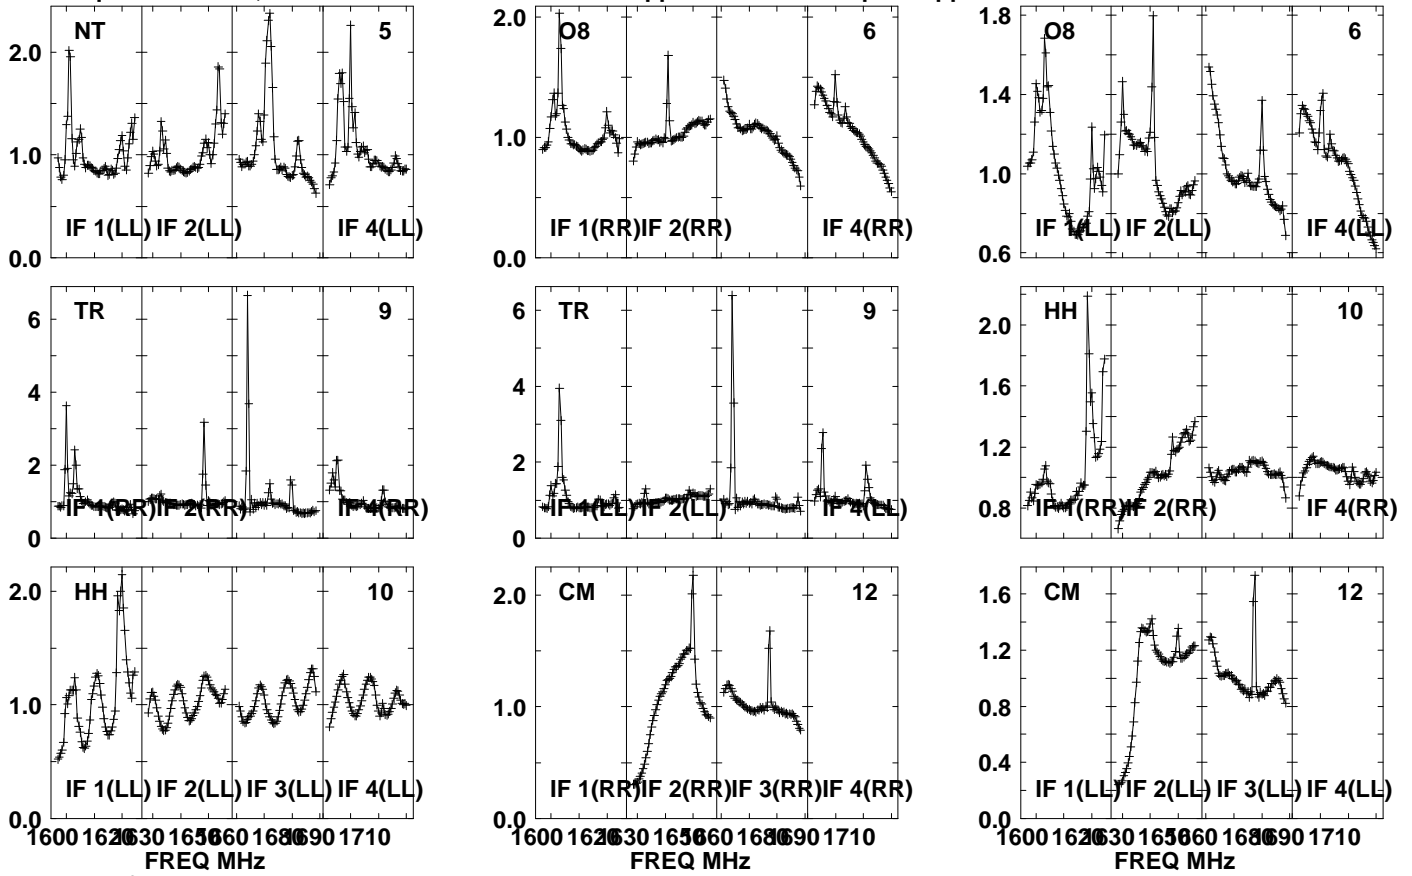 NT 5 O8 6 O8 6
2.0 2.0 1.8
1.4
1.0 1.0 1.0
IF 1(LL) IF 2(LL) IF 4(LL) IF 1(RR) IF 2(RR) IF 4(RR) IF 1(LL) IF 2(LL) IF 4(LL)
0.0 0.0 0.6
TR 9 TR 9 HH 10
6 6 2.0
4 4 1.6
2 2 1.2
IF 1(RR) IF 2(RR) IF 4(RR) IF 1(LL) IF 2(LL) IF 4(LL) IF 1(RR) IF 2(RR) IF 4(RR)
0 0 0.8
HH 10 CM 12 CM 12
2.0 2.0 1.6
1.2
1.0 1.0 0.8
0.4
IF 1(LL) IF 2(LL) IF 3(LL) IF 4(LL) IF 1(RR) IF 2(RR) IF 3(RR) IF 4(RR) IF 1(LL) IF 2(LL) IF 3(LL) IF 4(LL)
0.0 0.0 0.0
1600 1620 1630 1650 1660 1680 1690 1710 1600 1620 1630 1650 1660 1680 1690 1710 1600 1620 1630 1650 1660 1680 1690 1710
FREQ MHz FREQ MHz FREQ MHz